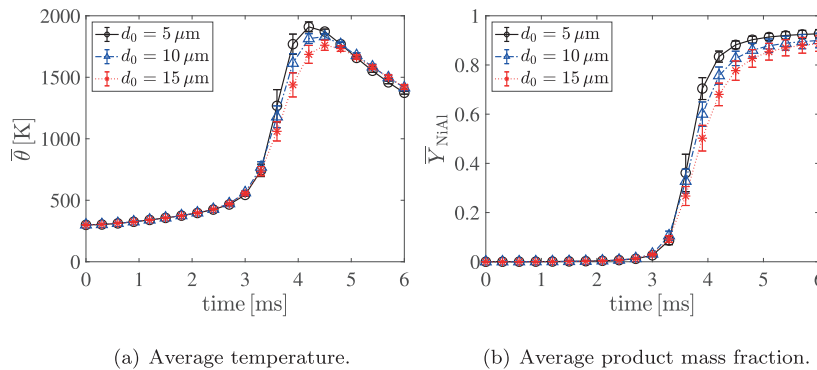 2000
1500
1000
500
0
θ̅ [K]
d₀ = 5 μm
d₀ = 10 μm
d₀ = 15 μm
0 1 2 3 4 5 6
time [ms]
(a) Average temperature.
1
0.8
0.6
0.4
0.2
0
Y̅NiAl
d₀ = 5 μm
d₀ = 10 μm
d₀ = 15 μm
0 1 2 3 4 5 6
time [ms]
(b) Average product mass fraction.